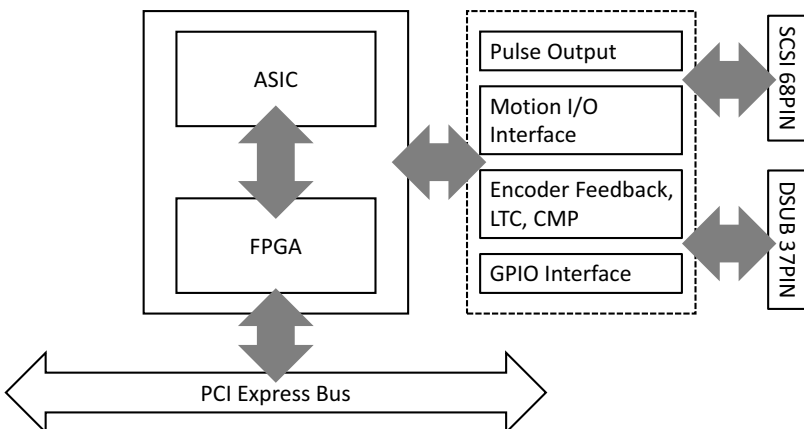 ASIC
FPGA
PCI Express Bus
Pulse Output
Motion I/O
Interface
Encoder Feedback,
LTC, CMP
GPIO Interface
SCSI 68PIN
DSUB 37PIN